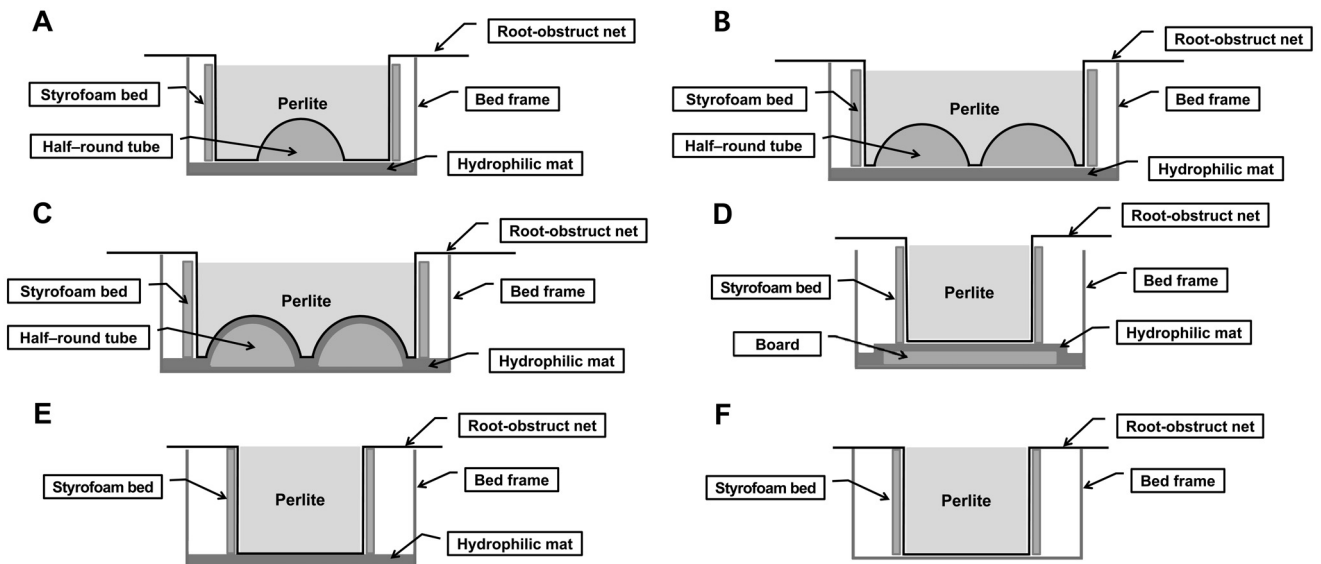 A
Root-obstruct net
Styrofoam bed
Perlite
Bed frame
Half–round tube
Hydrophilic mat
B
Root-obstruct net
Styrofoam bed
Perlite
Bed frame
Half–round tube
Hydrophilic mat
C
Root-obstruct net
Styrofoam bed
Perlite
Bed frame
Half–round tube
Hydrophilic mat
D
Root-obstruct net
Styrofoam bed
Perlite
Bed frame
Board
Hydrophilic mat
E
Root-obstruct net
Styrofoam bed
Perlite
Bed frame
Hydrophilic mat
F
Root-obstruct net
Styrofoam bed
Perlite
Bed frame